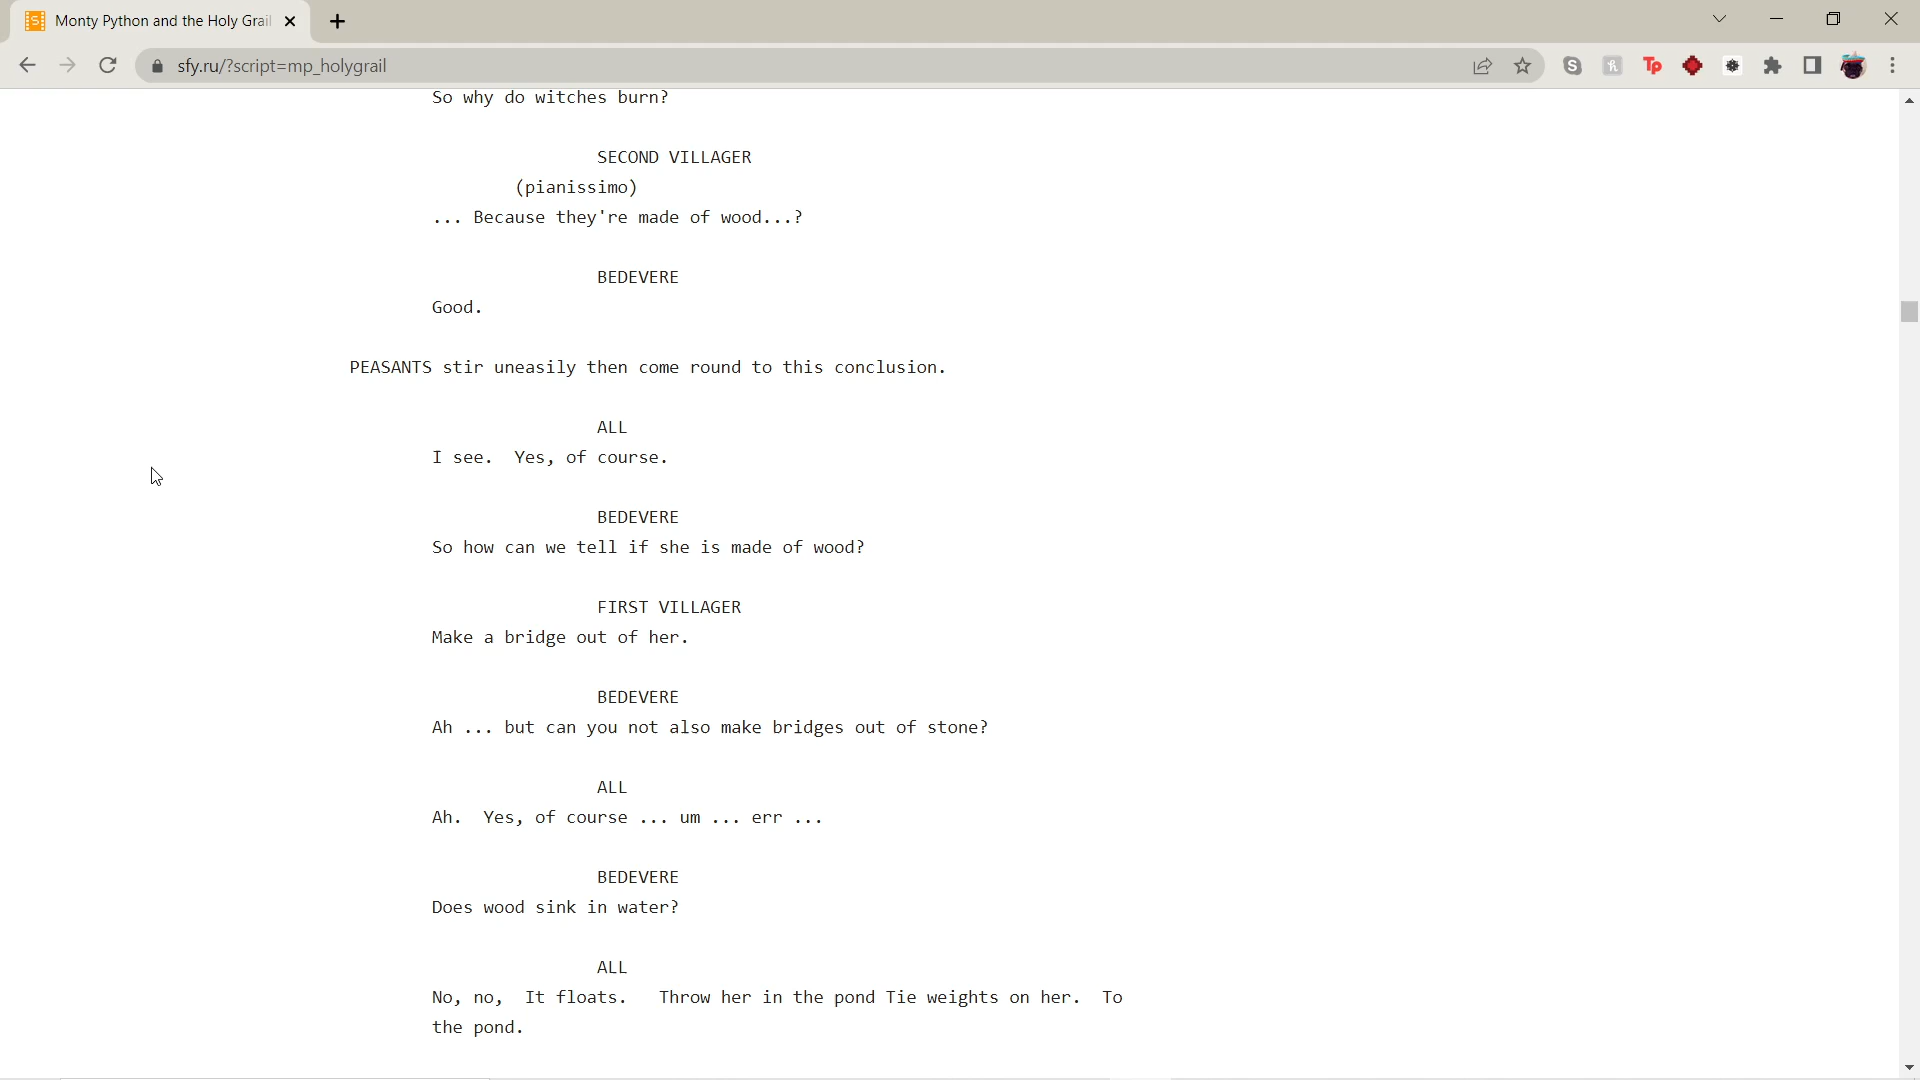 Monty Python and the Holy Grail
sfy.ru/?script=mp_holygrail
So why do witches burn?
SECOND VILLAGER
(pianissimo)
... Because they're made of wood...?
BEDEVERE
Good.
PEASANTS stir uneasily then come round to this conclusion.
ALL
I see.  Yes, of course.
BEDEVERE
So how can we tell if she is made of wood?
FIRST VILLAGER
Make a bridge out of her.
BEDEVERE
Ah ... but can you not also make bridges out of stone?
ALL
Ah.  Yes, of course ... um ... err ...
BEDEVERE
Does wood sink in water?
ALL
No, no,  It floats.   Throw her in the pond Tie weights on her.  To
the pond.